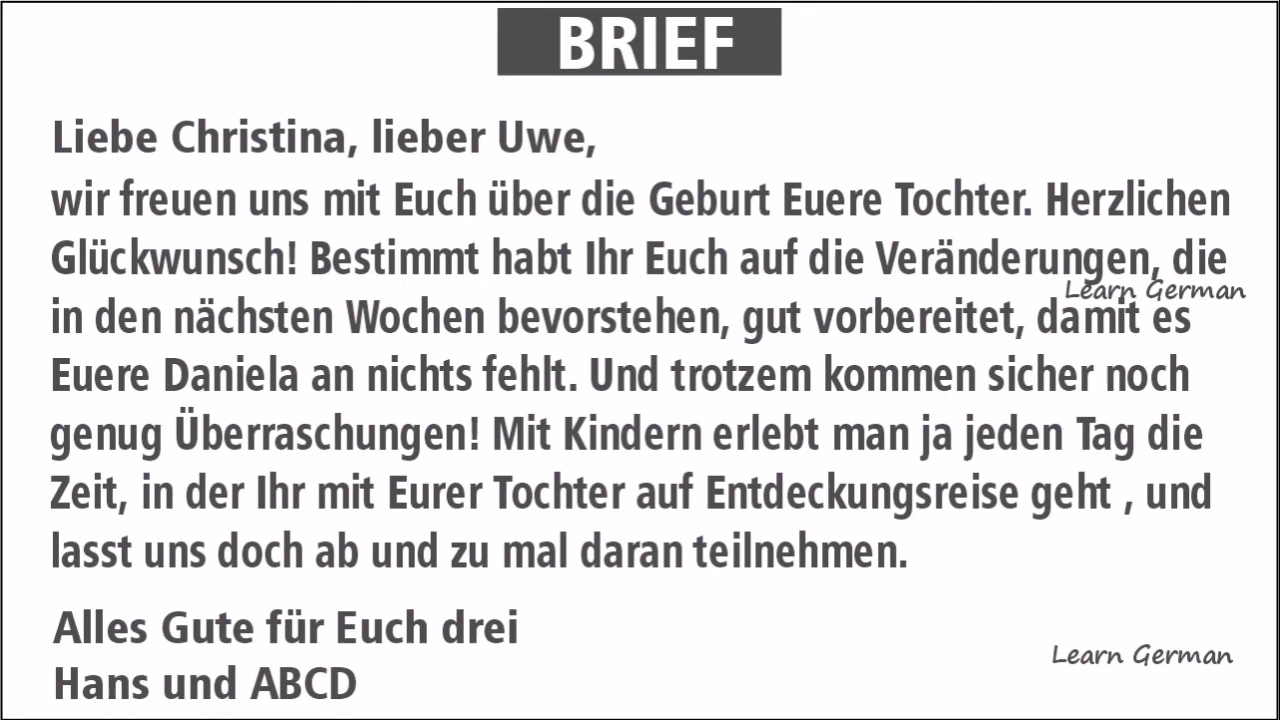 BRIEF
Liebe Christina, lieber Uwe,
wir freuen uns mit Euch über die Geburt Euere Tochter. Herzlichen
Glückwunsch! Bestimmt habt Ihr Euch auf die Veränderungen, die
Learn German
in den nächsten Wochen bevorstehen, gut vorbereitet, damit es
Euere Daniela an nichts fehlt. Und trotzem kommen sicher noch
genug Überraschungen! Mit Kindern erlebt man ja jeden Tag die
Zeit, in der Ihr mit Eurer Tochter auf Entdeckungsreise geht , und
lasst uns doch ab und zu mal daran teilnehmen.
Alles Gute für Euch drei
Learn German
Hans und ABCD